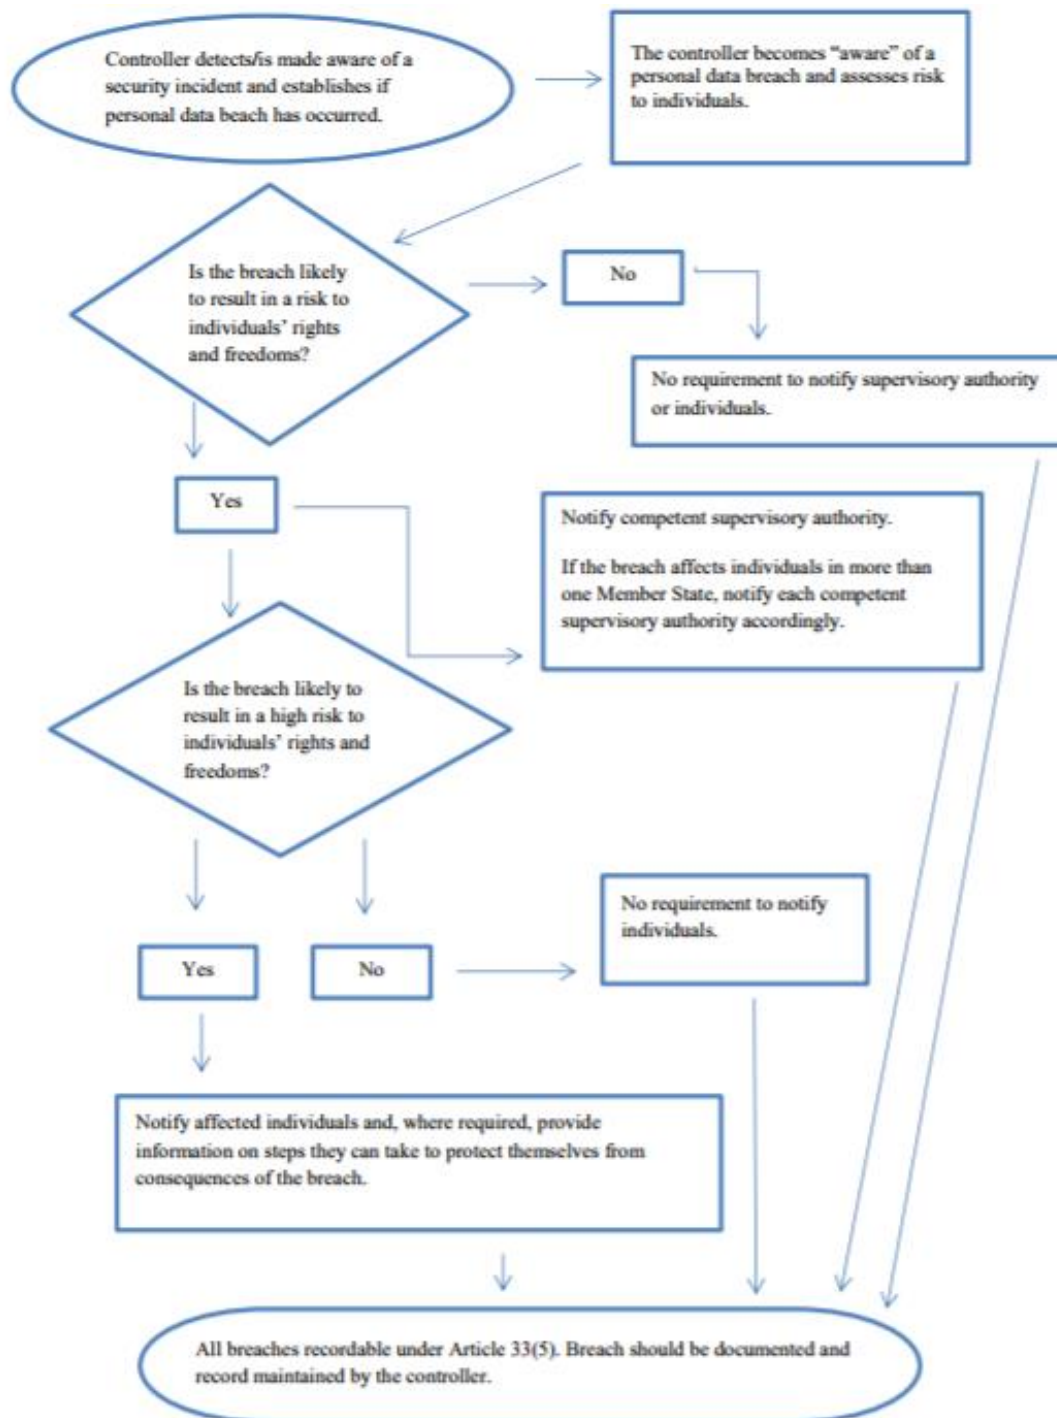 Controller detects/is made aware of a
security incident and establishes if
personal data beach has occurred.
The controller becomes “aware” of a
personal data breach and assesses risk
to individuals.
Is the breach likely
to result in a risk to
individuals’ rights
and freedoms?
No
No requirement to notify supervisory authority
or individuals.
Yes
Notify competent supervisory authority.
If the breach affects individuals in more than
one Member State, notify each competent
supervisory authority accordingly.
Is the breach likely to
result in a high risk to
individuals’ rights and
freedoms?
Yes
No
No requirement to notify
individuals.
Notify affected individuals and, where required, provide
information on steps they can take to protect themselves from
consequences of the breach.
All breaches recordable under Article 33(5). Breach should be documented and
record maintained by the controller.